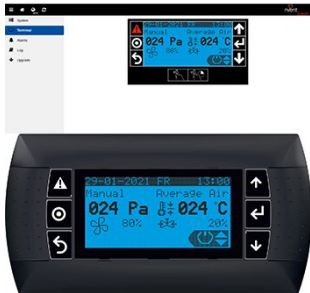 nVent
System
Terminal
Alarms
Log
Upgrade
29-01-2021 FR 13:00
Manual Average Air
024 Pa 024 °C
80% 20%
29-01-2021 FR 13:00
Manual Average Air
024 Pa 024 °C
80% 20%